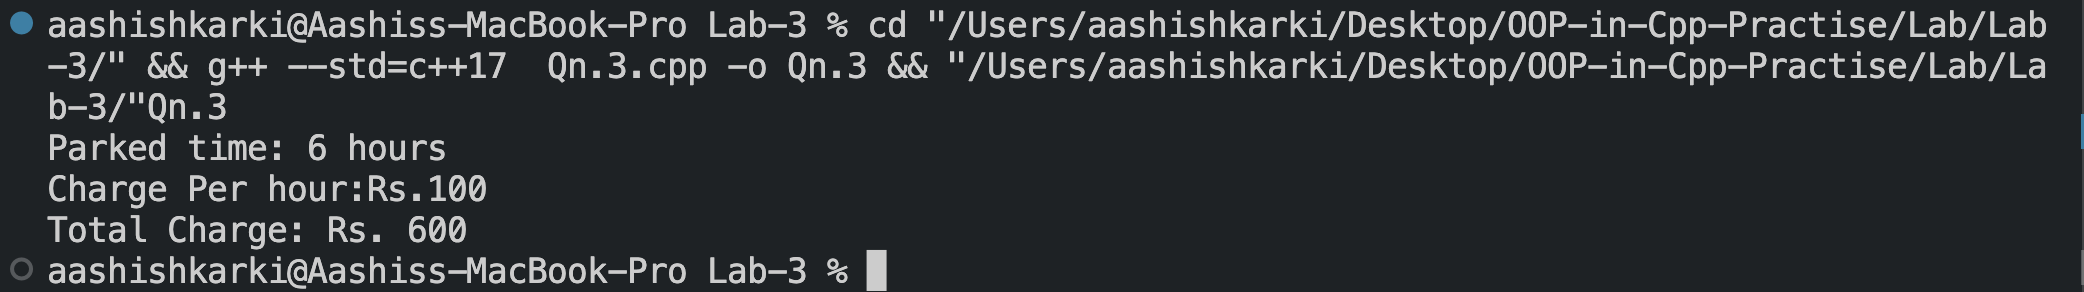 aashishkarki@Aashiss-MacBook-Pro Lab-3 % cd "/Users/aashishkarki/Desktop/OOP-in-Cpp-Practise/Lab/Lab
-3/" && g++ --std=c++17  Qn.3.cpp -o Qn.3 && "/Users/aashishkarki/Desktop/OOP-in-Cpp-Practise/Lab/La
b-3/"Qn.3
Parked time: 6 hours
Charge Per hour:Rs.100
Total Charge: Rs. 600
aashishkarki@Aashiss-MacBook-Pro Lab-3 %